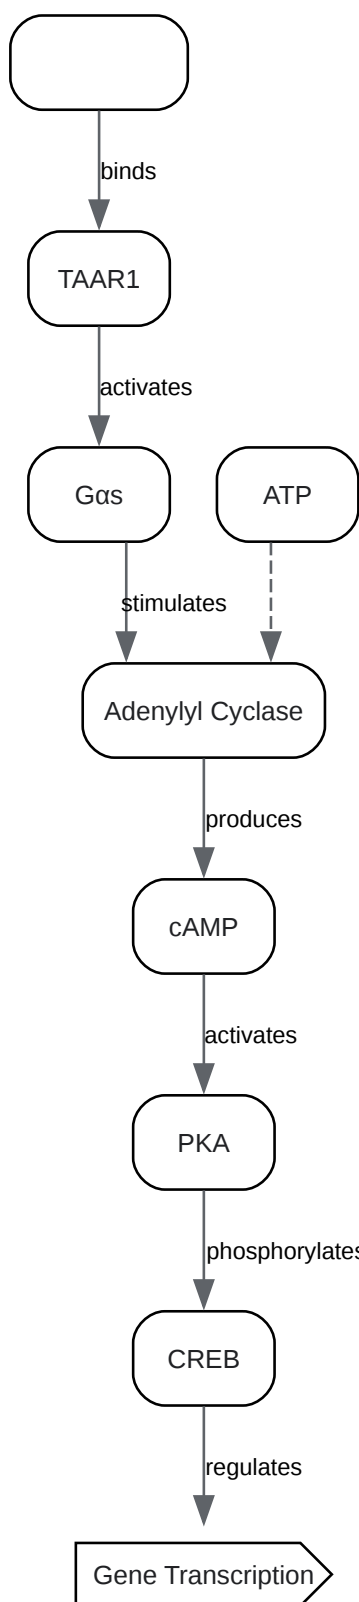 binds
TAAR1
activates
Gαs
ATP
stimulates
Adenylyl Cyclase
produces
cAMP
activates
PKA
phosphorylates
CREB
regulates
Gene Transcription